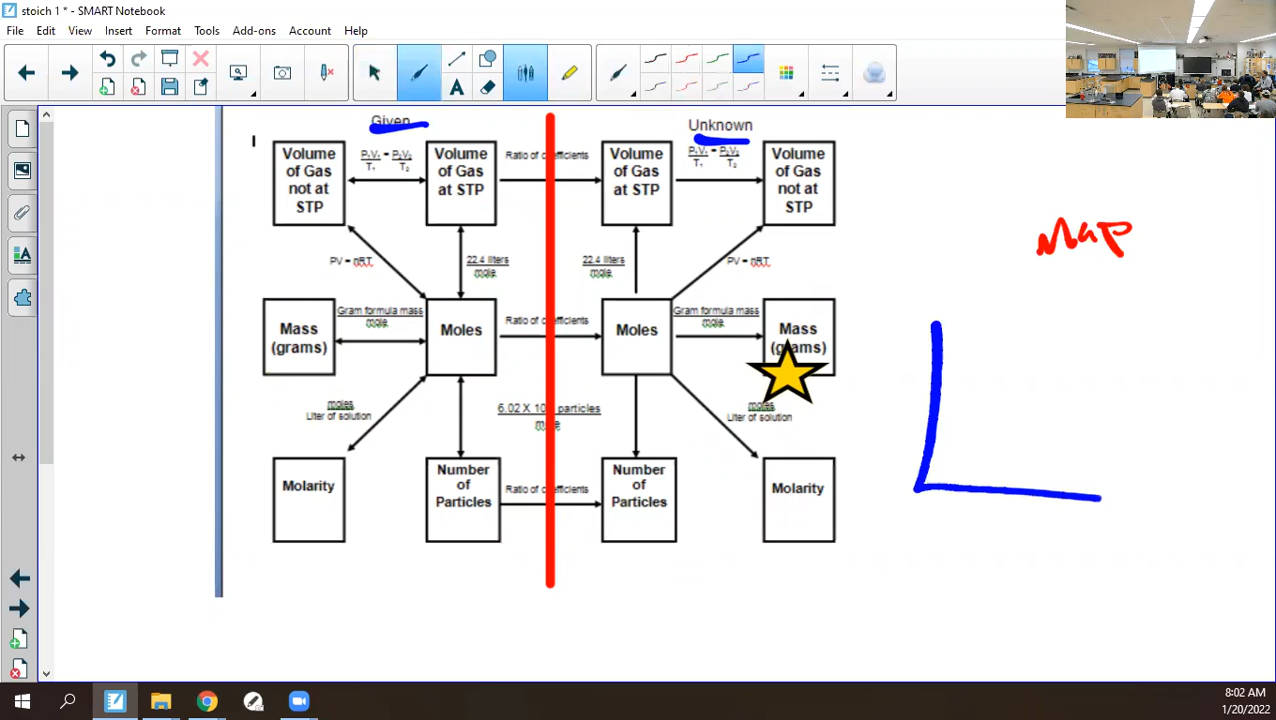 stoich 1 * - SMART Notebook
File Edit View Insert Format Tools Add-ons Account Help
Given
Unknown
I
Volume of Gas not at STP
P₁V₁ = P₂V₂
T₁ T₂
Volume of Gas at STP
Ratio of coefficients
Volume of Gas at STP
P₁V₁ = P₂V₂
T₁ T₂
Volume of Gas not at STP
Map
PV = nRT
22.4 liters
mole
22.4 liters
mole
PV = nRT
Mass (grams)
Gram formula mass
mole
Moles
Ratio of coefficients
Moles
Gram formula mass
mole
Mass (grams)
moles
Liter of solution
6.02 X 10 particles
mole
moles
Liter of solution
Molarity
Number of Particles
Ratio of coefficients
Number of Particles
Molarity
8:02 AM
1/20/2022